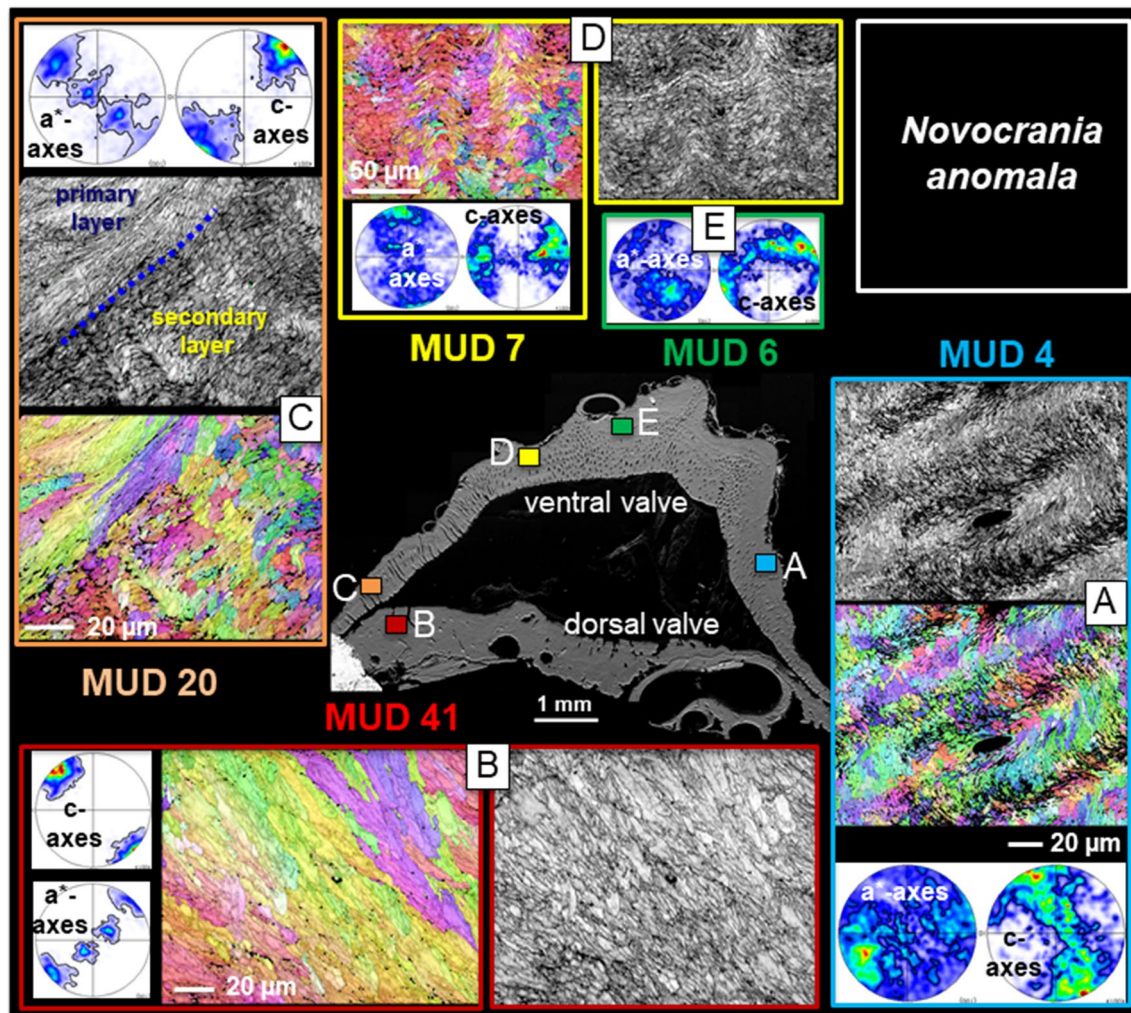 D
a*-
axes
c-
axes
primary
layer
secondary
layer
C
20 µm
MUD 20
50 µm
a
axes
c-axes
MUD 7
E
a*-axes
c-axes
MUD 6
Novocrania
anomala
MUD 4
A
20 µm
a*-axes
c-
axes
E
D
ventral valve
A
C
B
dorsal valve
1 mm
MUD 41
B
c-
axes
a*-
axes
20 µm